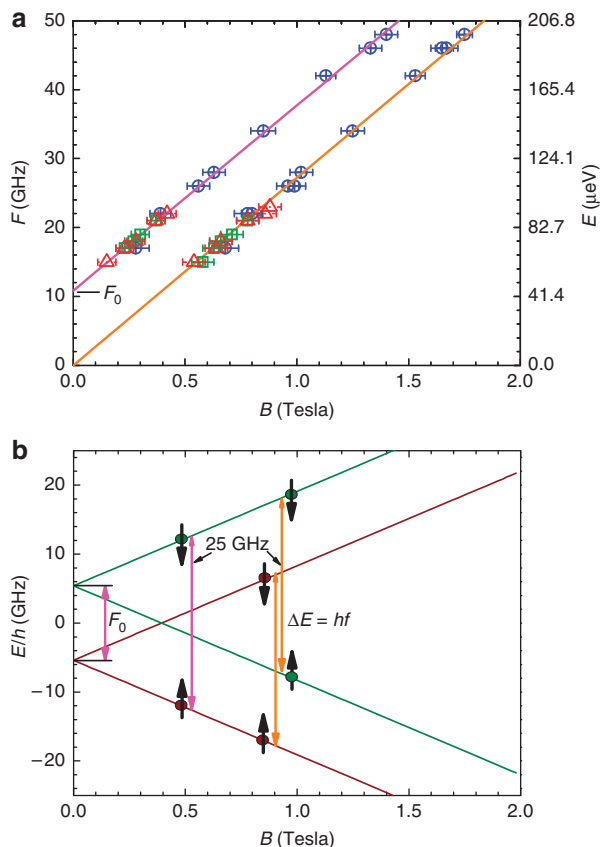 a
50
40
30
20
10
0
F (GHz)
F₀
206.8
165.4
124.1
82.7
41.4
0.0
E (μeV)
0.0
0.5
1.0
1.5
2.0
B (Tesla)
b
20
10
0
−10
−20
E/h (GHz)
25 GHz
F₀
ΔE = hf
0.0
0.5
1.0
1.5
2.0
B (Tesla)